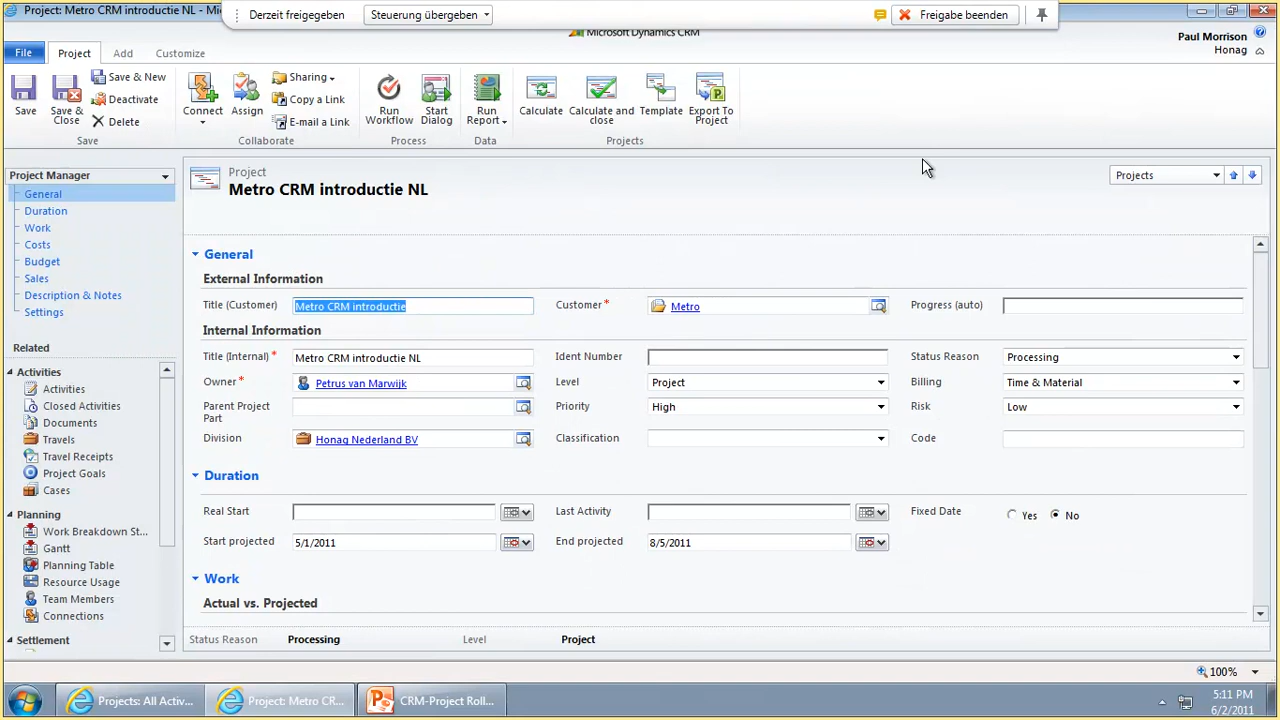 Project: Metro CRM introductie NL - Mi
Derzeit freigegeben
Steuerung übergeben
Freigabe beenden
Microsoft Dynamics CRM
Paul Morrison
Honag
File
Project
Add
Customize
Save
Save & Close
Save & New
Deactivate
Delete
Save
Connect
Assign
Sharing
Copy a Link
E-mail a Link
Collaborate
Run Workflow
Start Dialog
Process
Run Report
Data
Calculate
Calculate and close
Template
Export To Project
Projects
Project Manager
General
Duration
Work
Costs
Budget
Sales
Description & Notes
Settings
Related
Activities
Activities
Closed Activities
Documents
Travels
Travel Receipts
Project Goals
Cases
Planning
Work Breakdown St...
Gantt
Planning Table
Resource Usage
Team Members
Connections
Settlement
Project
Metro CRM introductie NL
Projects
General
External Information
Title (Customer) Metro CRM introductie Customer* Metro Progress (auto)
Internal Information
Title (Internal)* Metro CRM introductie NL Ident Number Status Reason Processing
Owner* Petrus van Marwijk Level Project Billing Time & Material
Parent Project Part Priority High Risk Low
Division Honag Nederland BV Classification Code
Duration
Real Start Last Activity Fixed Date Yes No
Start projected 5/1/2011 End projected 8/5/2011
Work
Actual vs. Projected
Status Reason Processing Level Project
100%
Projects: All Activ...
Project: Metro CR...
CRM-Project Roll...
5:11 PM
6/2/2011